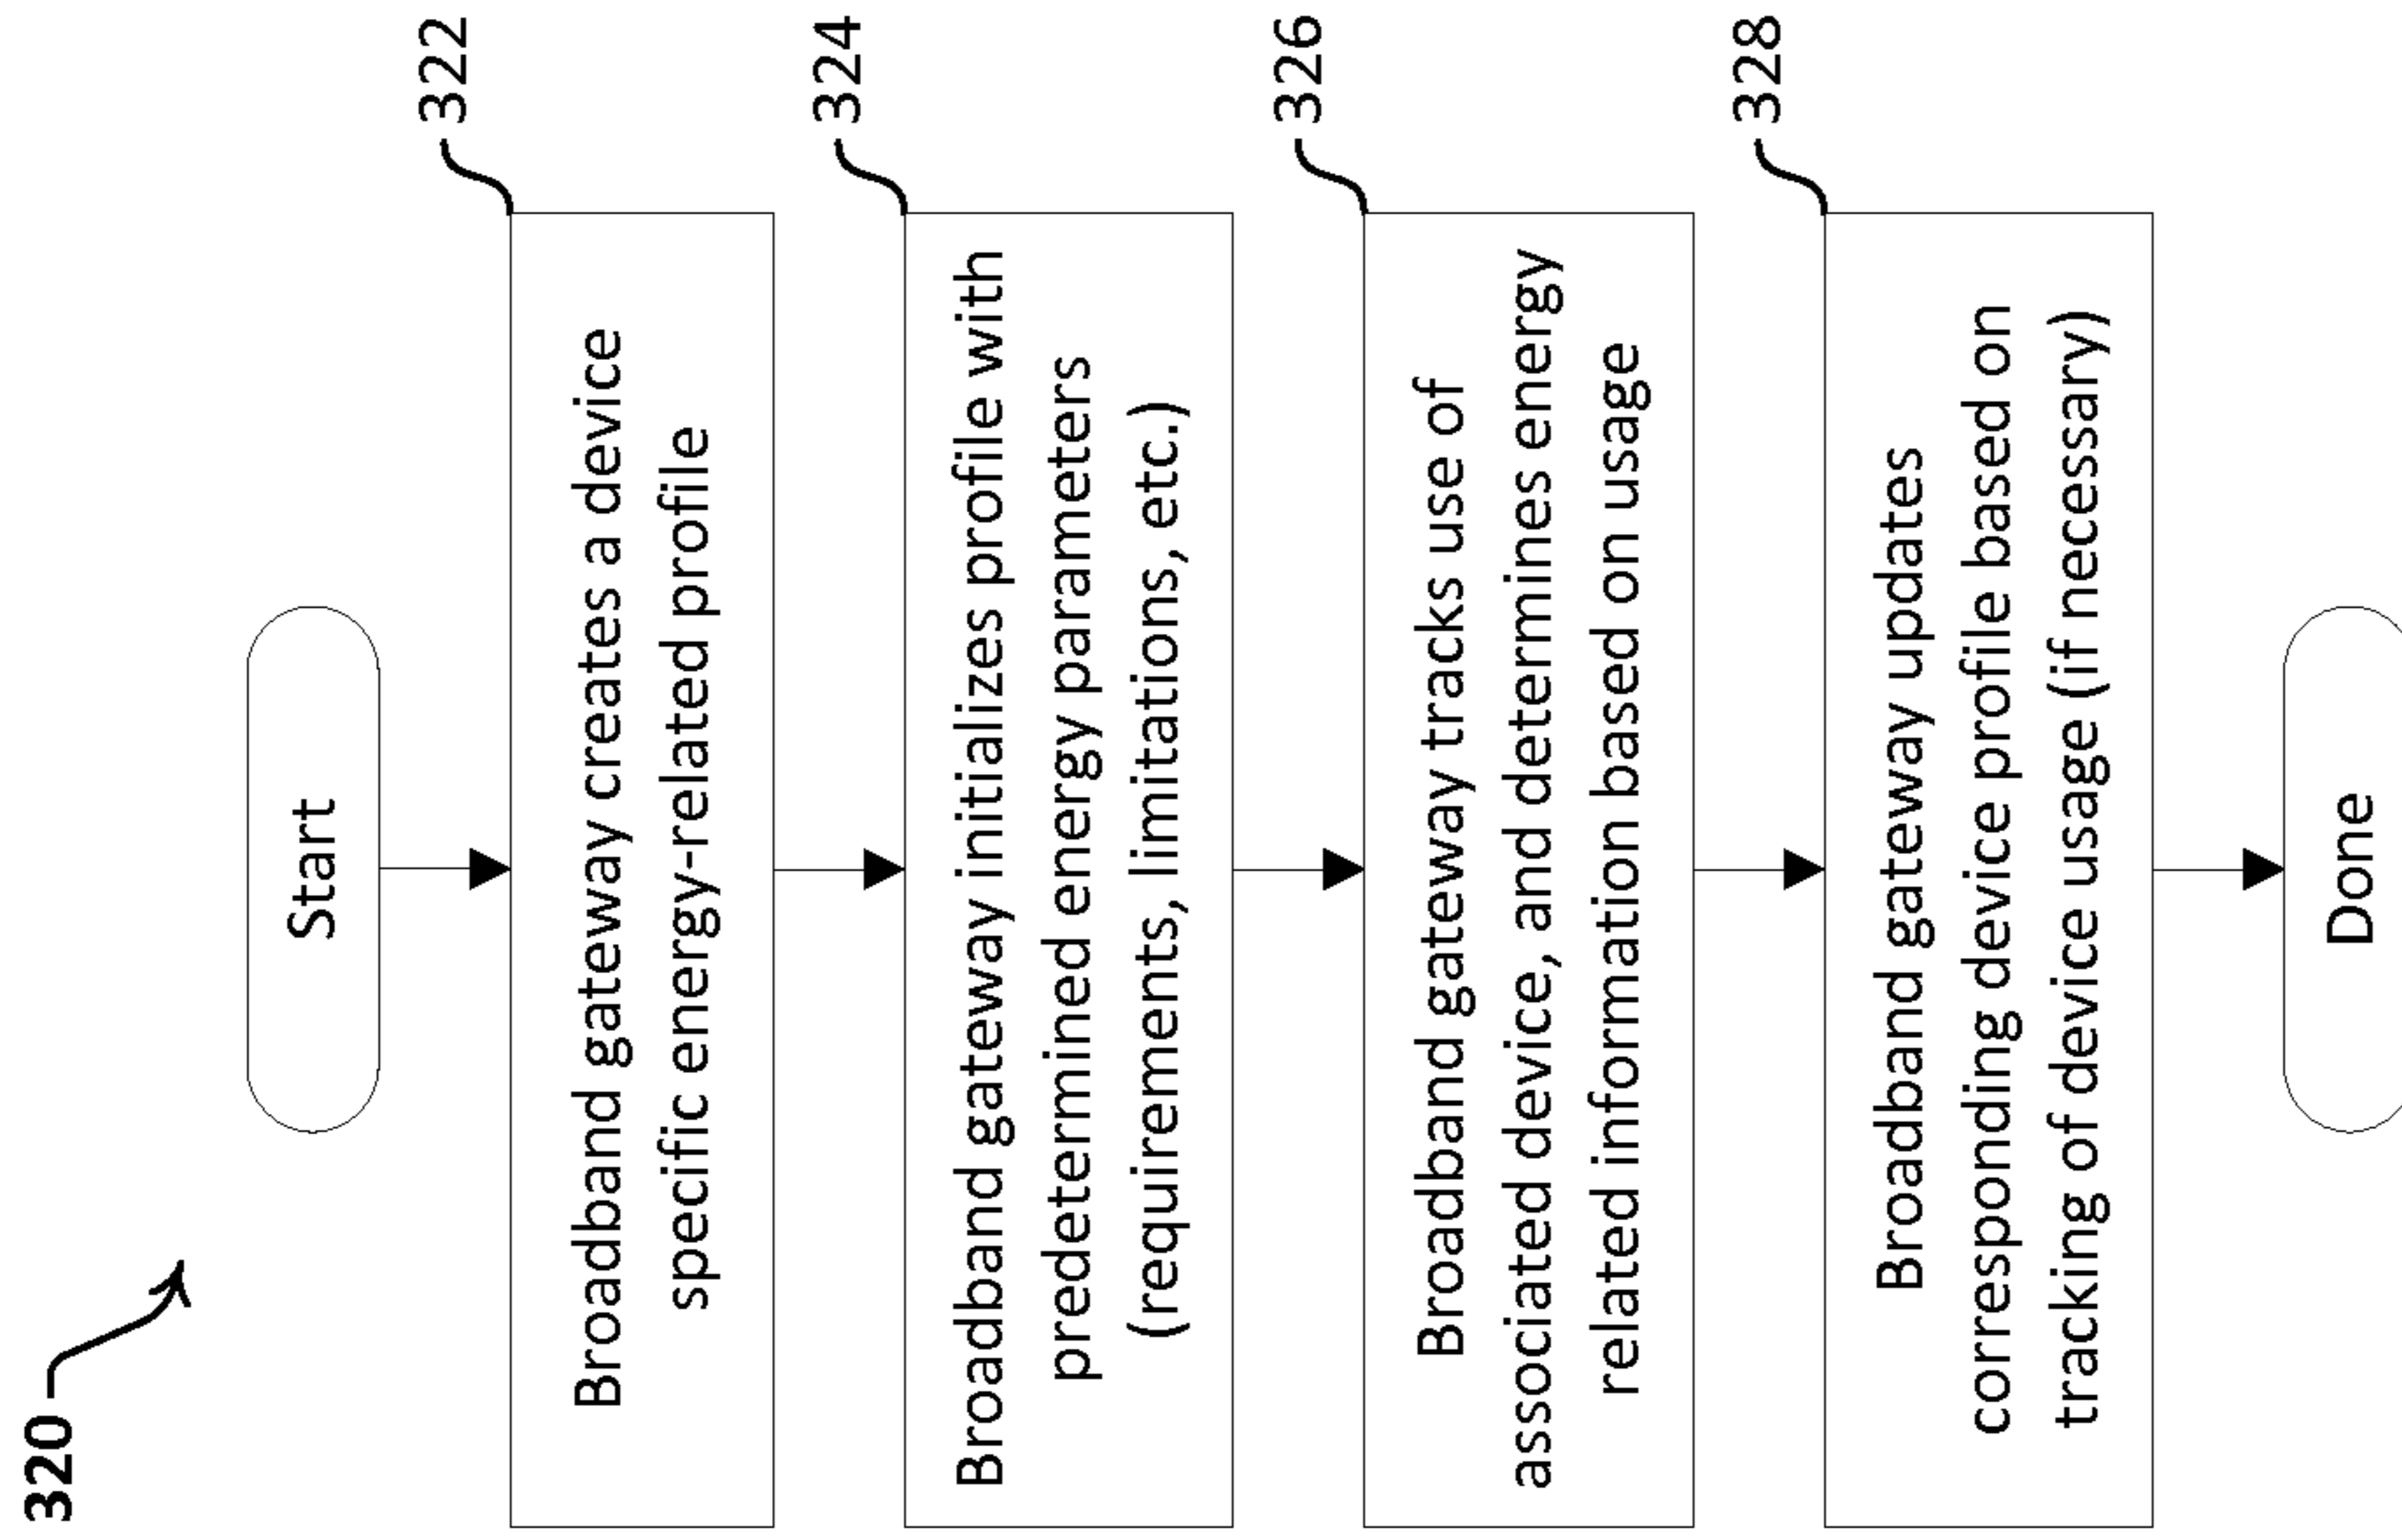 320
Start
322
Broadband gateway creates a device
specific energy-related profile
324
Broadband gateway initializes profile with
predetermined energy parameters
(requirements, limitations, etc.)
326
Broadband gateway tracks use of
associated device, and determines energy
related information based on usage
328
Broadband gateway updates
corresponding device profile based on
tracking of device usage (if necessary)
Done